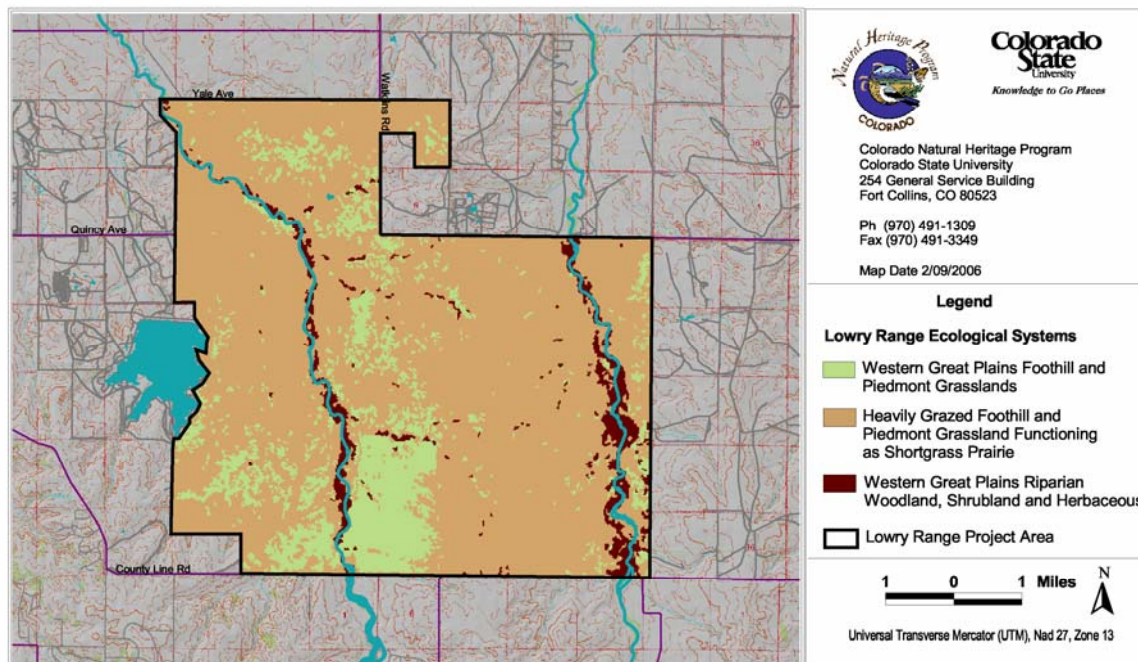 Yale Ave
Watkins Rd
Quincy Ave
County Line Rd
Natural Heritage Program
COLORADO
Colorado
State
University
Knowledge to Go Places
Colorado Natural Heritage Program
Colorado State University
254 General Service Building
Fort Collins, CO 80523
Ph (970) 491-1309
Fax (970) 491-3349
Map Date 2/09/2006
Legend
Lowry Range Ecological Systems
Western Great Plains Foothill and
Piedmont Grasslands
Heavily Grazed Foothill and
Piedmont Grassland Functioning
as Shortgrass Prairie
Western Great Plains Riparian
Woodland, Shrubland and Herbaceous
Lowry Range Project Area
1 0 1 Miles
N
Universal Transverse Mercator (UTM), Nad 27, Zone 13